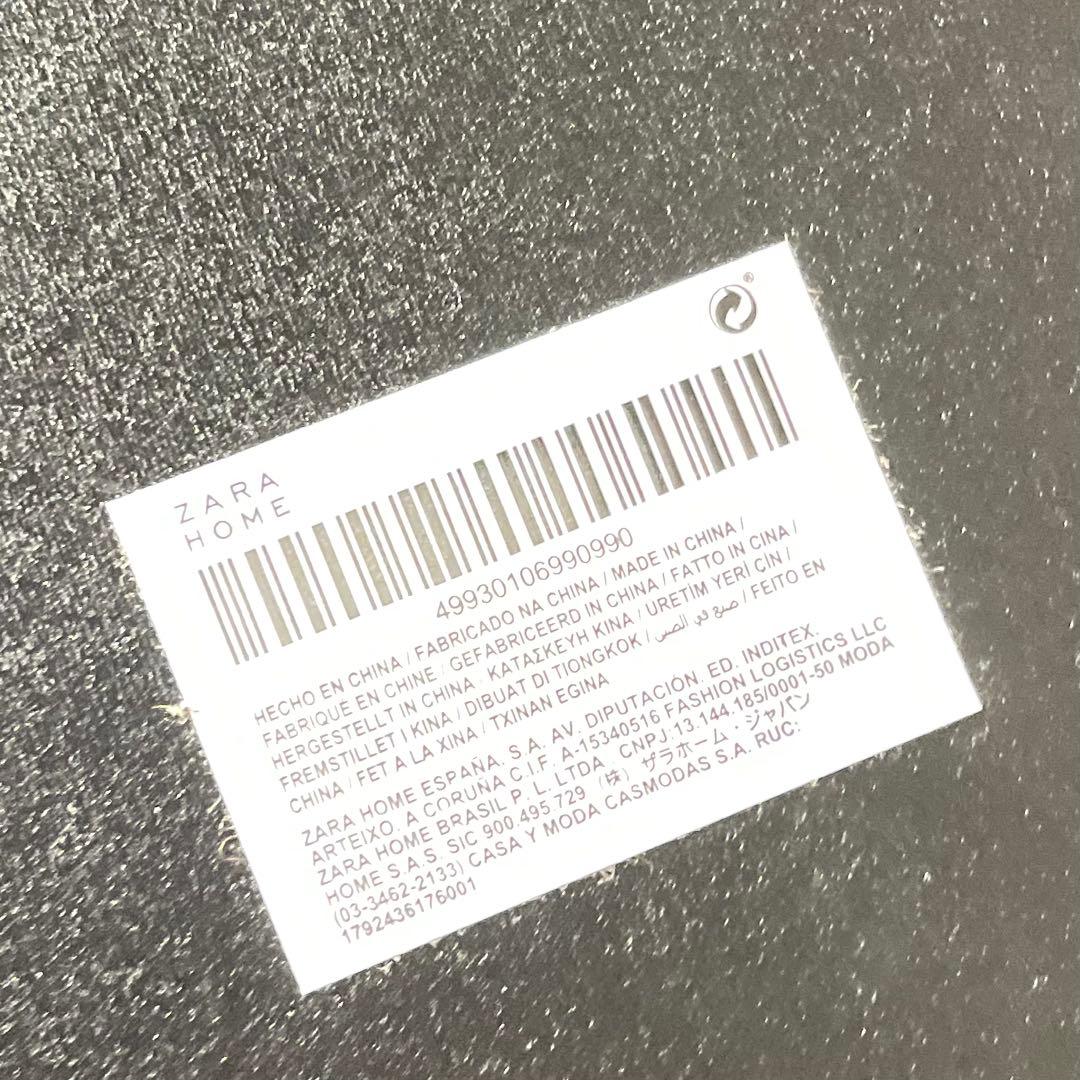 ZARA
HOME
®
49930106990990
HECHO EN CHINA / FABRICADO NA CHINA / MADE IN CHINA /
FABRIQUE EN CHINE / GEFABRICEERD IN CHINA / FATTO IN CINA /
HERGESTELLT IN CHINA · ΚΑΤΑΣΚΕΥΗ ΚΙΝΑ / URETIM YERİ ÇİN /
FREMSTILLET I KINA / DIBUAT DI TIONGKOK / صنع في الصين / FEITO EN
CHINA / FET A LA XINA / TXINAN EGINA
ZARA HOME ESPAÑA. S.A. AV. DIPUTACIÓN. ED. INDITEX.
ARTEIXO. A CORUÑA C.I.F. A-15340516 FASHION LOGISTICS LLC
ZARA HOME BRASIL P. L. LTDA. CNPJ:13.144.185/0001-50 MODA
HOME S.A.S. SIC 900.495.729 (株) ザラホーム・ジャパン
(03-3462-2133) CASA Y MODA CASMODAS S.A. RUC:
1792436176001